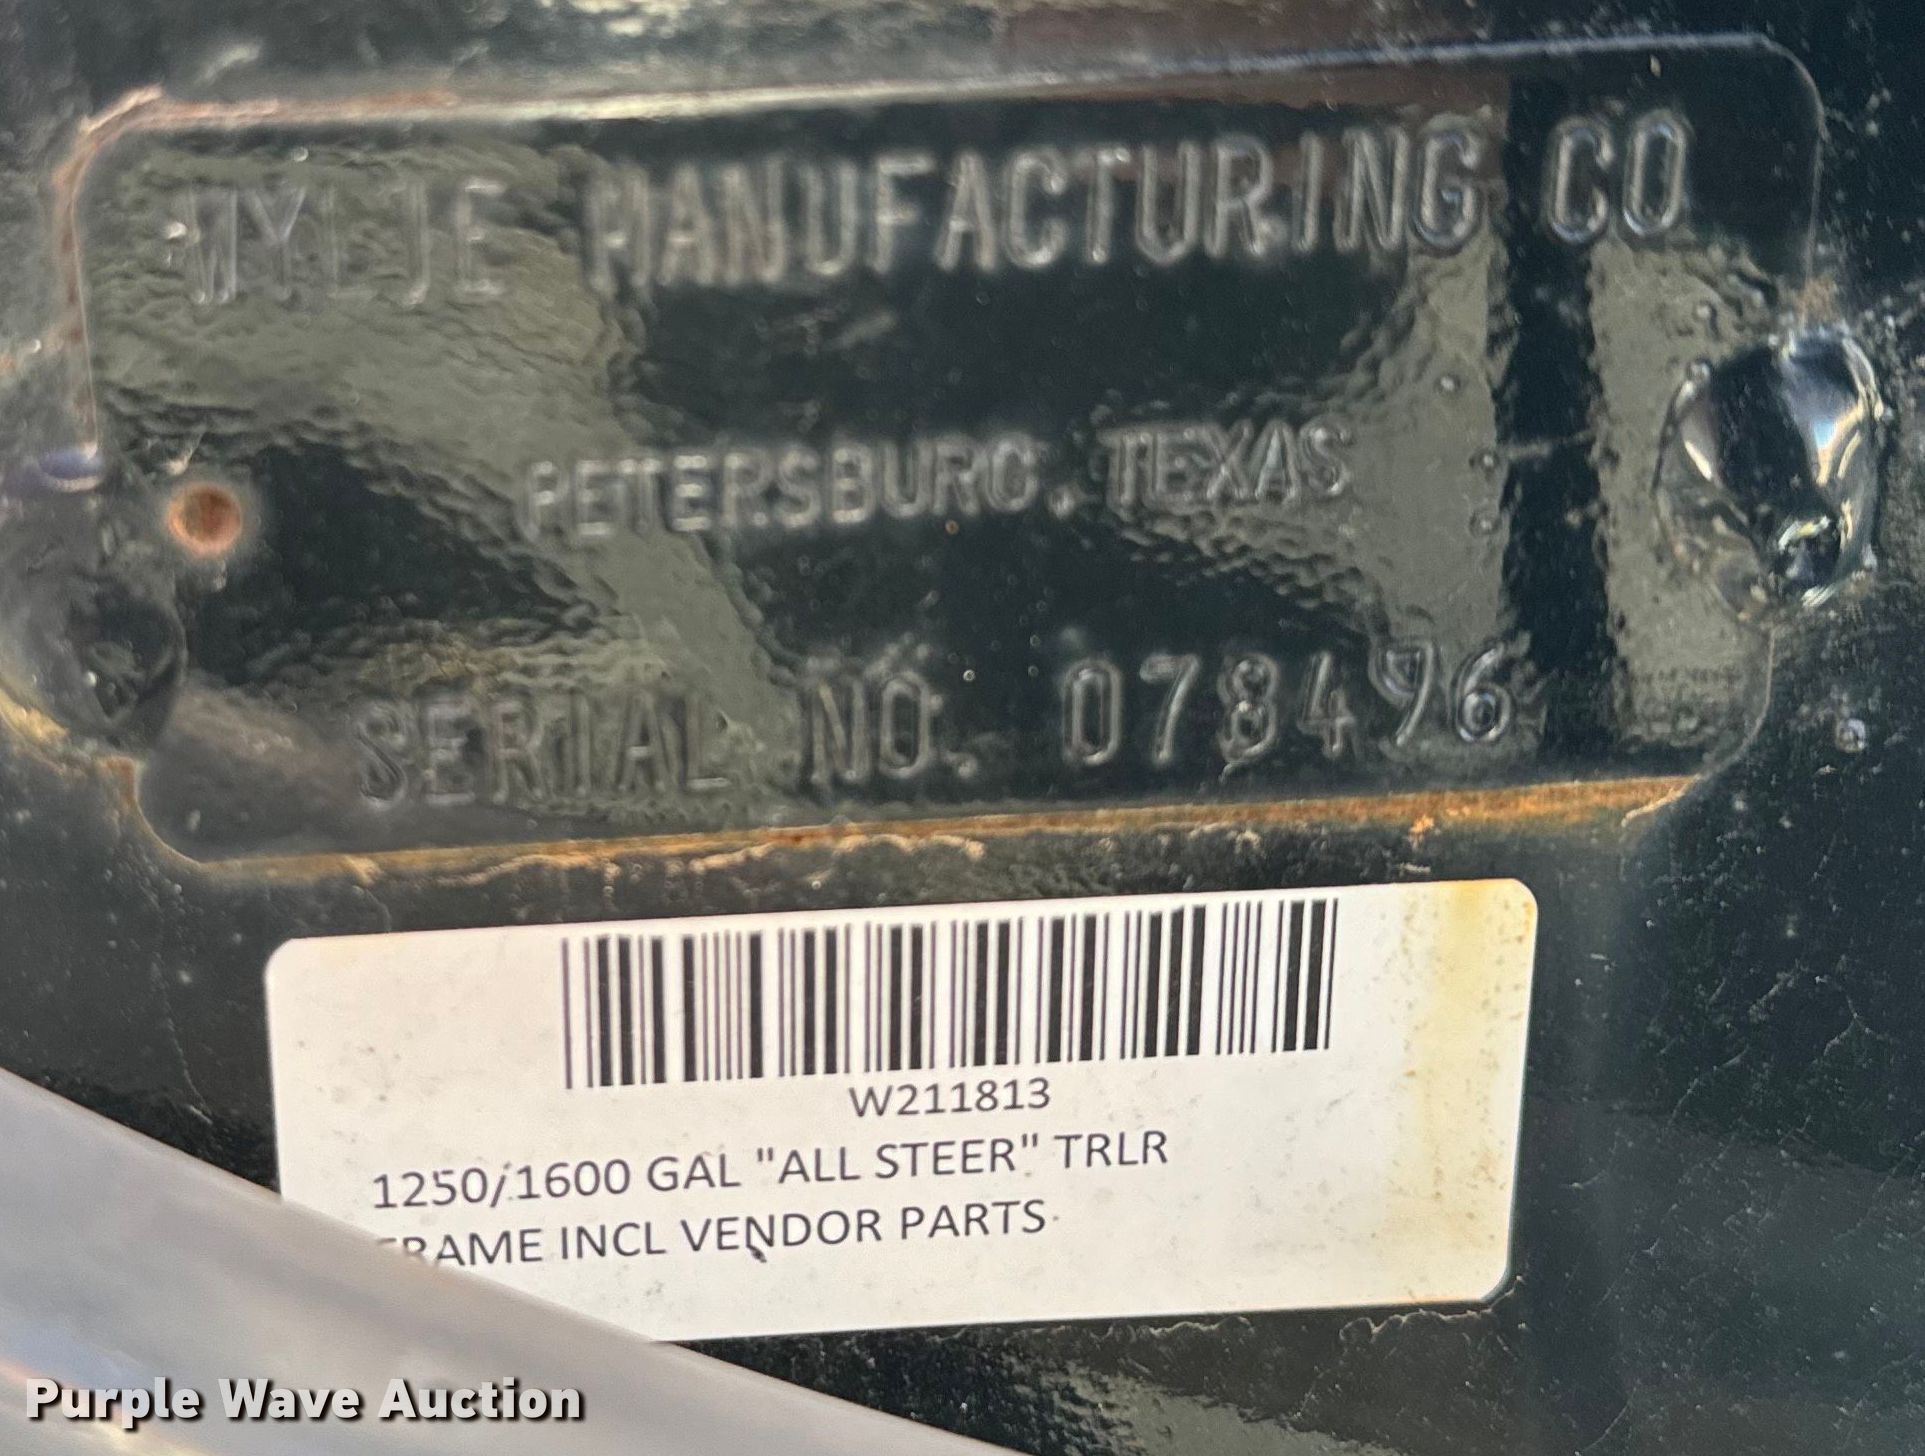 WYLIE MANUFACTURING CO
PETERSBURG, TEXAS
SERIAL NO. 078496
W211813
1250/1600 GAL "ALL STEER" TRLR
FRAME INCL VENDOR PARTS
Purple Wave Auction